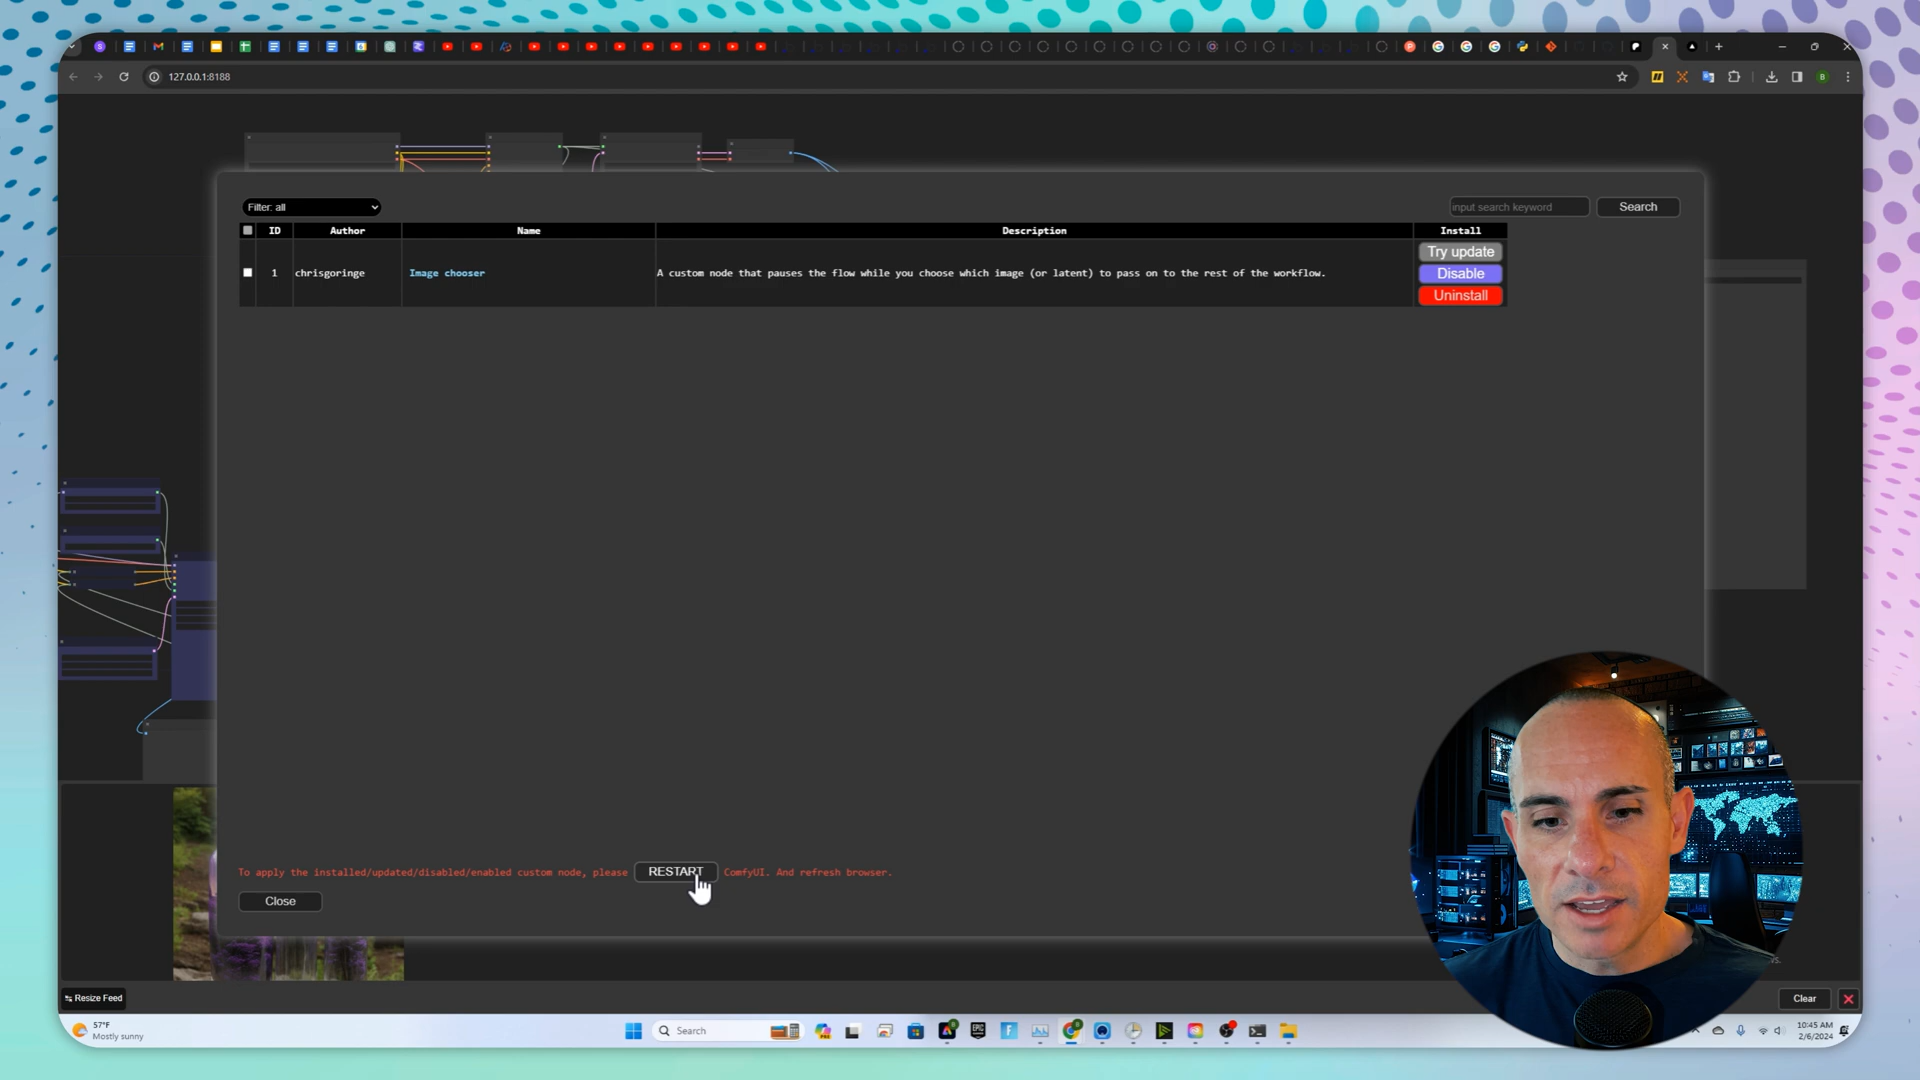 127.0.0.1:8188
Filter: all
input search keyword
Search
ID
Author
Name
Description
Install
1
chrisgoringe
Image chooser
A custom node that pauses the flow while you choose which image (or latent) to pass on to the rest of the workflow.
Try update
Disable
Uninstall
To apply the installed/updated/disabled/enabled custom node, please RESTART ComfyUI. And refresh browser.
Close
Resize Feed
Clear
57°F
Mostly sunny
Search
10:45 AM
2/6/2024